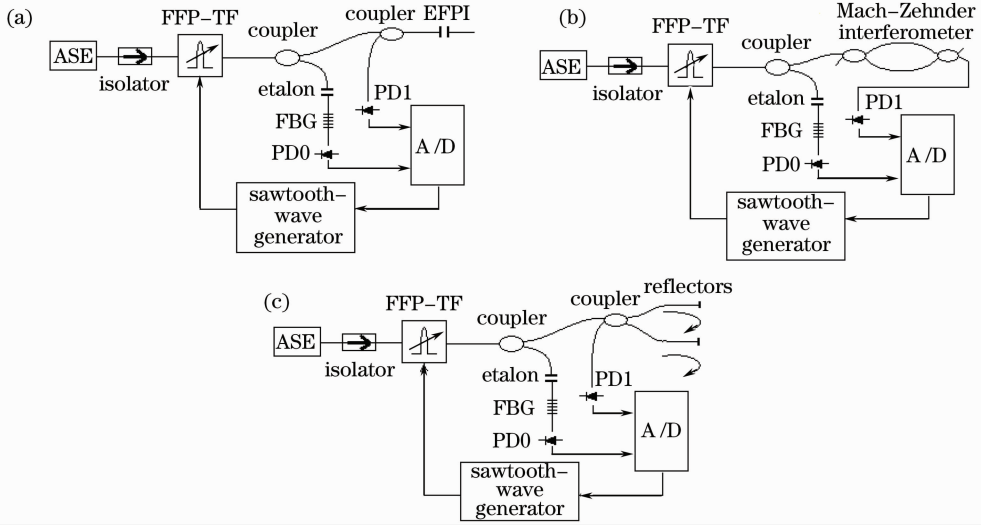 (a)
FFP-TF
coupler
coupler EFPI
ASE
isolator
etalon
FBG
PD0
PD1
A/D
sawtooth-
wave
generator
(b)
FFP-TF
coupler
Mach-Zehnder
interferometer
ASE
isolator
etalon
FBG
PD0
PD1
A/D
sawtooth-
wave
generator
(c)
FFP-TF
coupler
coupler
reflectors
ASE
isolator
etalon
FBG
PD0
PD1
A/D
sawtooth-
wave
generator